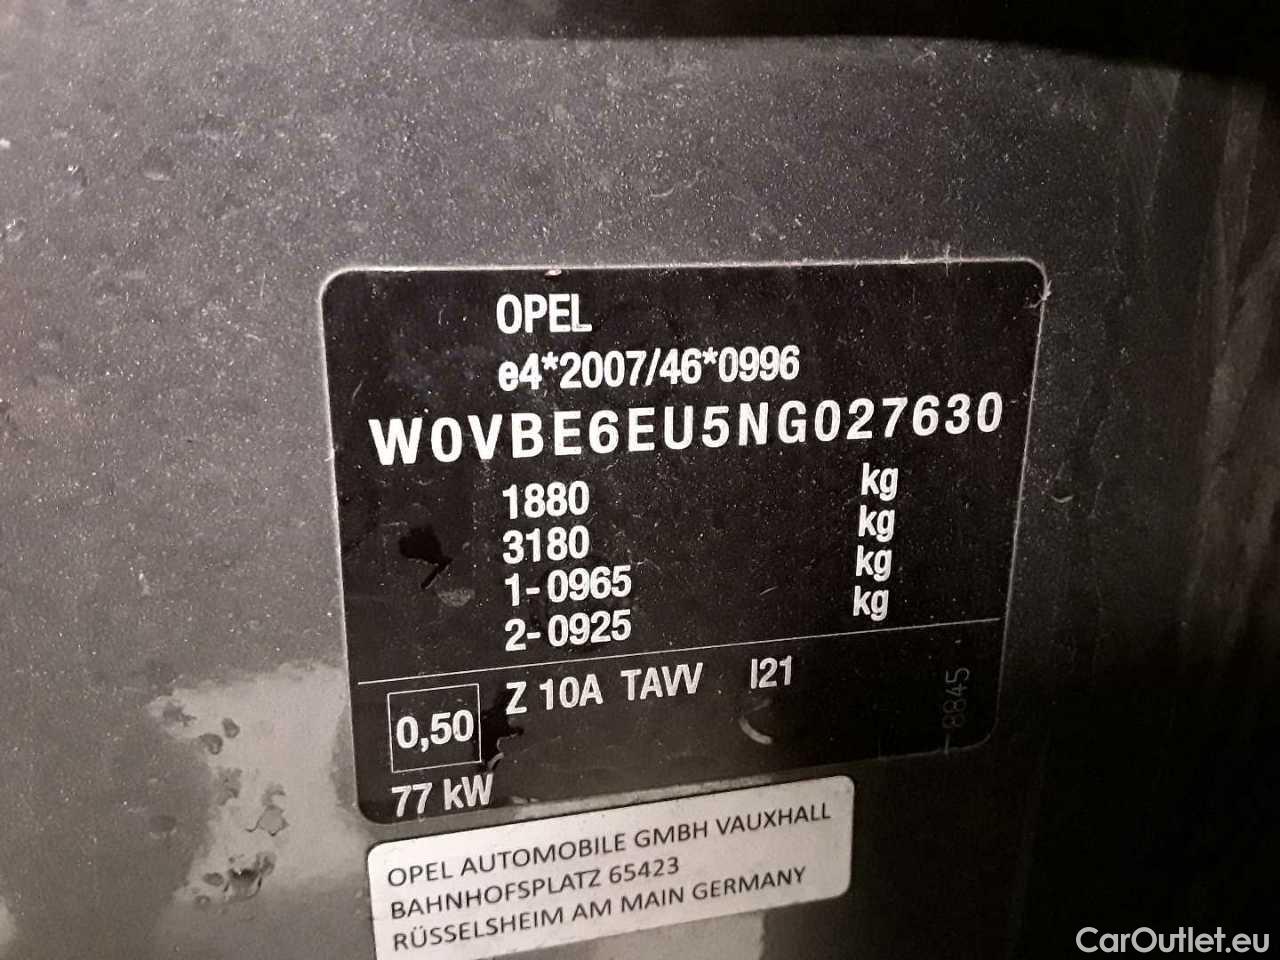 OPEL
e4*2007/46*0996
W0VBE6EU5NG027630
1880 kg
3180 kg
1-0965 kg
2-0925 kg
0,50 Z 10A TAVV I21
8845
77 kW
OPEL AUTOMOBILE GMBH VAUXHALL
BAHNHOFSPLATZ 65423
RÜSSELSHEIM AM MAIN GERMANY
CarOutlet.eu